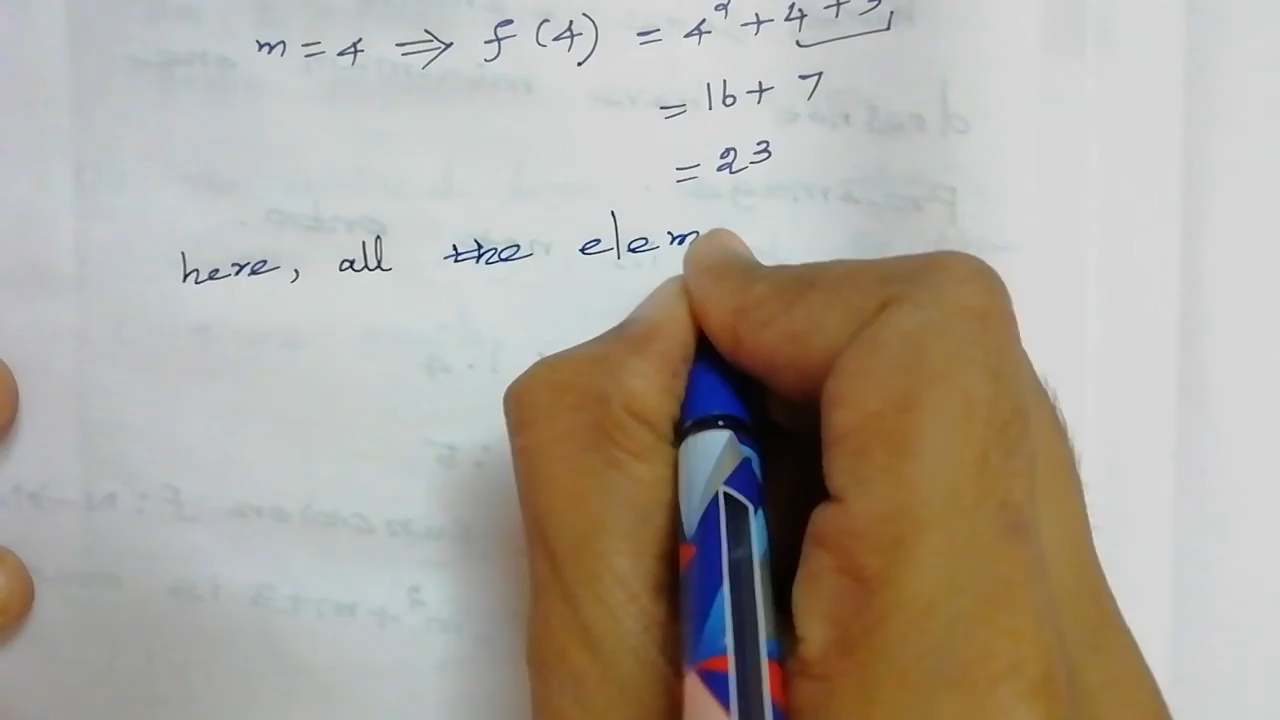 m = 4 ⇒ f (4) = 4² + 4 + 3
= 16 + 7
= 23
here, all the elem